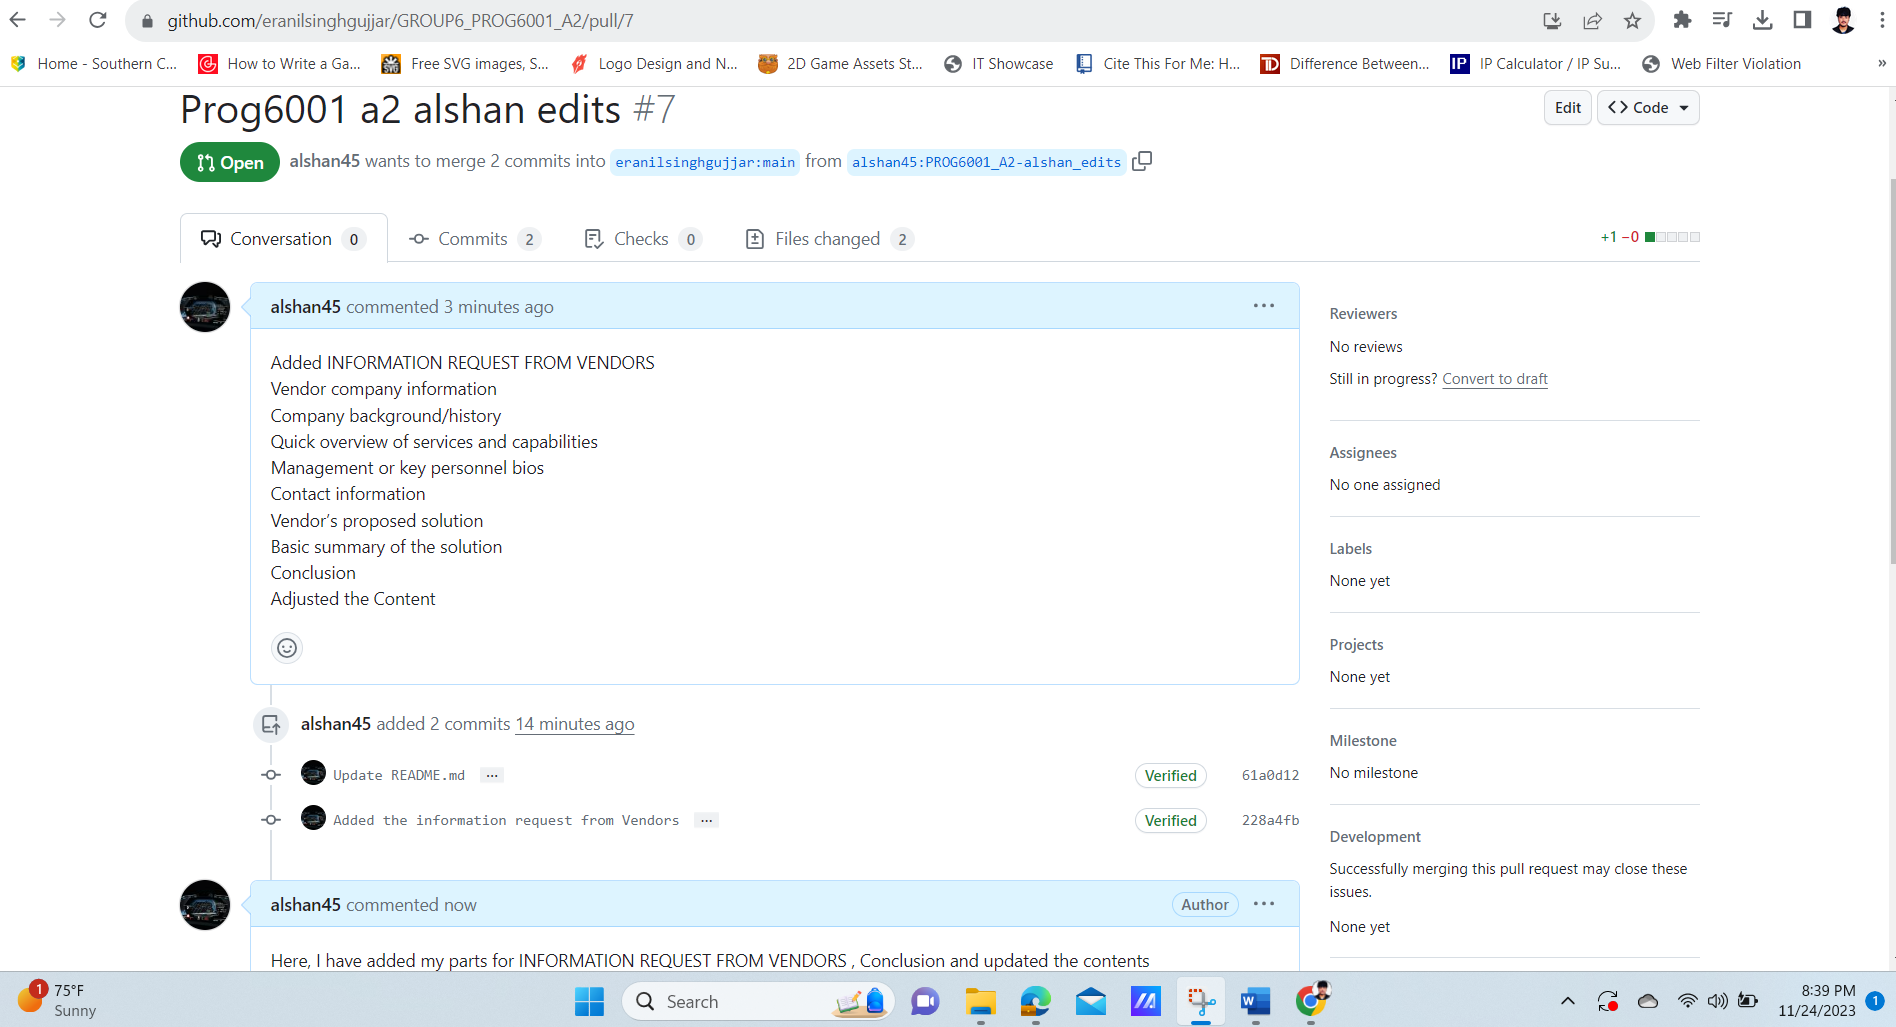 github.com/eranilsinghgujjar/GROUP6_PROG6001_A2/pull/7
Home - Southern C... How to Write a Ga... Free SVG images, S... Logo Design and N... 2D Game Assets St... IT Showcase Cite This For Me: H... TD Difference Between... IP IP Calculator / IP Su... Web Filter Violation »
Prog6001 a2 alshan edits #7
Edit <> Code
Open alshan45 wants to merge 2 commits into eranilsinghgujjar:main from alshan45:PROG6001_A2-alshan_edits
Conversation 0 Commits 2 Checks 0 Files changed 2
+1 −0
alshan45 commented 3 minutes ago ...
Added INFORMATION REQUEST FROM VENDORS
Vendor company information
Company background/history
Quick overview of services and capabilities
Management or key personnel bios
Contact information
Vendor’s proposed solution
Basic summary of the solution
Conclusion
Adjusted the Content
alshan45 added 2 commits 14 minutes ago
Update README.md ... Verified 61a0d12
Added the information request from Vendors ... Verified 228a4fb
alshan45 commented now Author ...
Here, I have added my parts for INFORMATION REQUEST FROM VENDORS , Conclusion and updated the contents
Reviewers
No reviews
Still in progress? Convert to draft
Assignees
No one assigned
Labels
None yet
Projects
None yet
Milestone
No milestone
Development
Successfully merging this pull request may close these
issues.
None yet
1
75°F
Sunny
Search
W
8:39 PM
11/24/2023
1